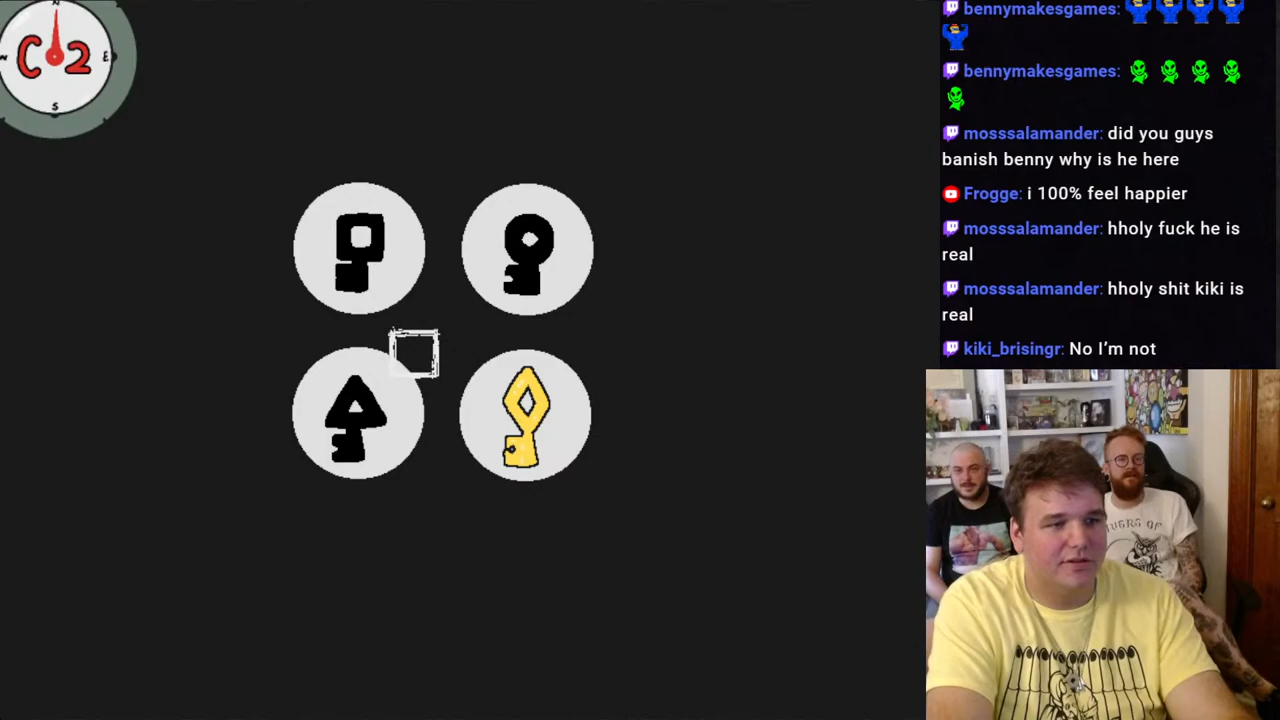 N
W C2 E
S
bennymakesgames:
bennymakesgames:
mosssalamander: did you guys
banish benny why is he here
Frogge: i 100% feel happier
mosssalamander: hholy fuck he is
real
mosssalamander: hholy shit kiki is
real
kiki_brisingr: No I'm not